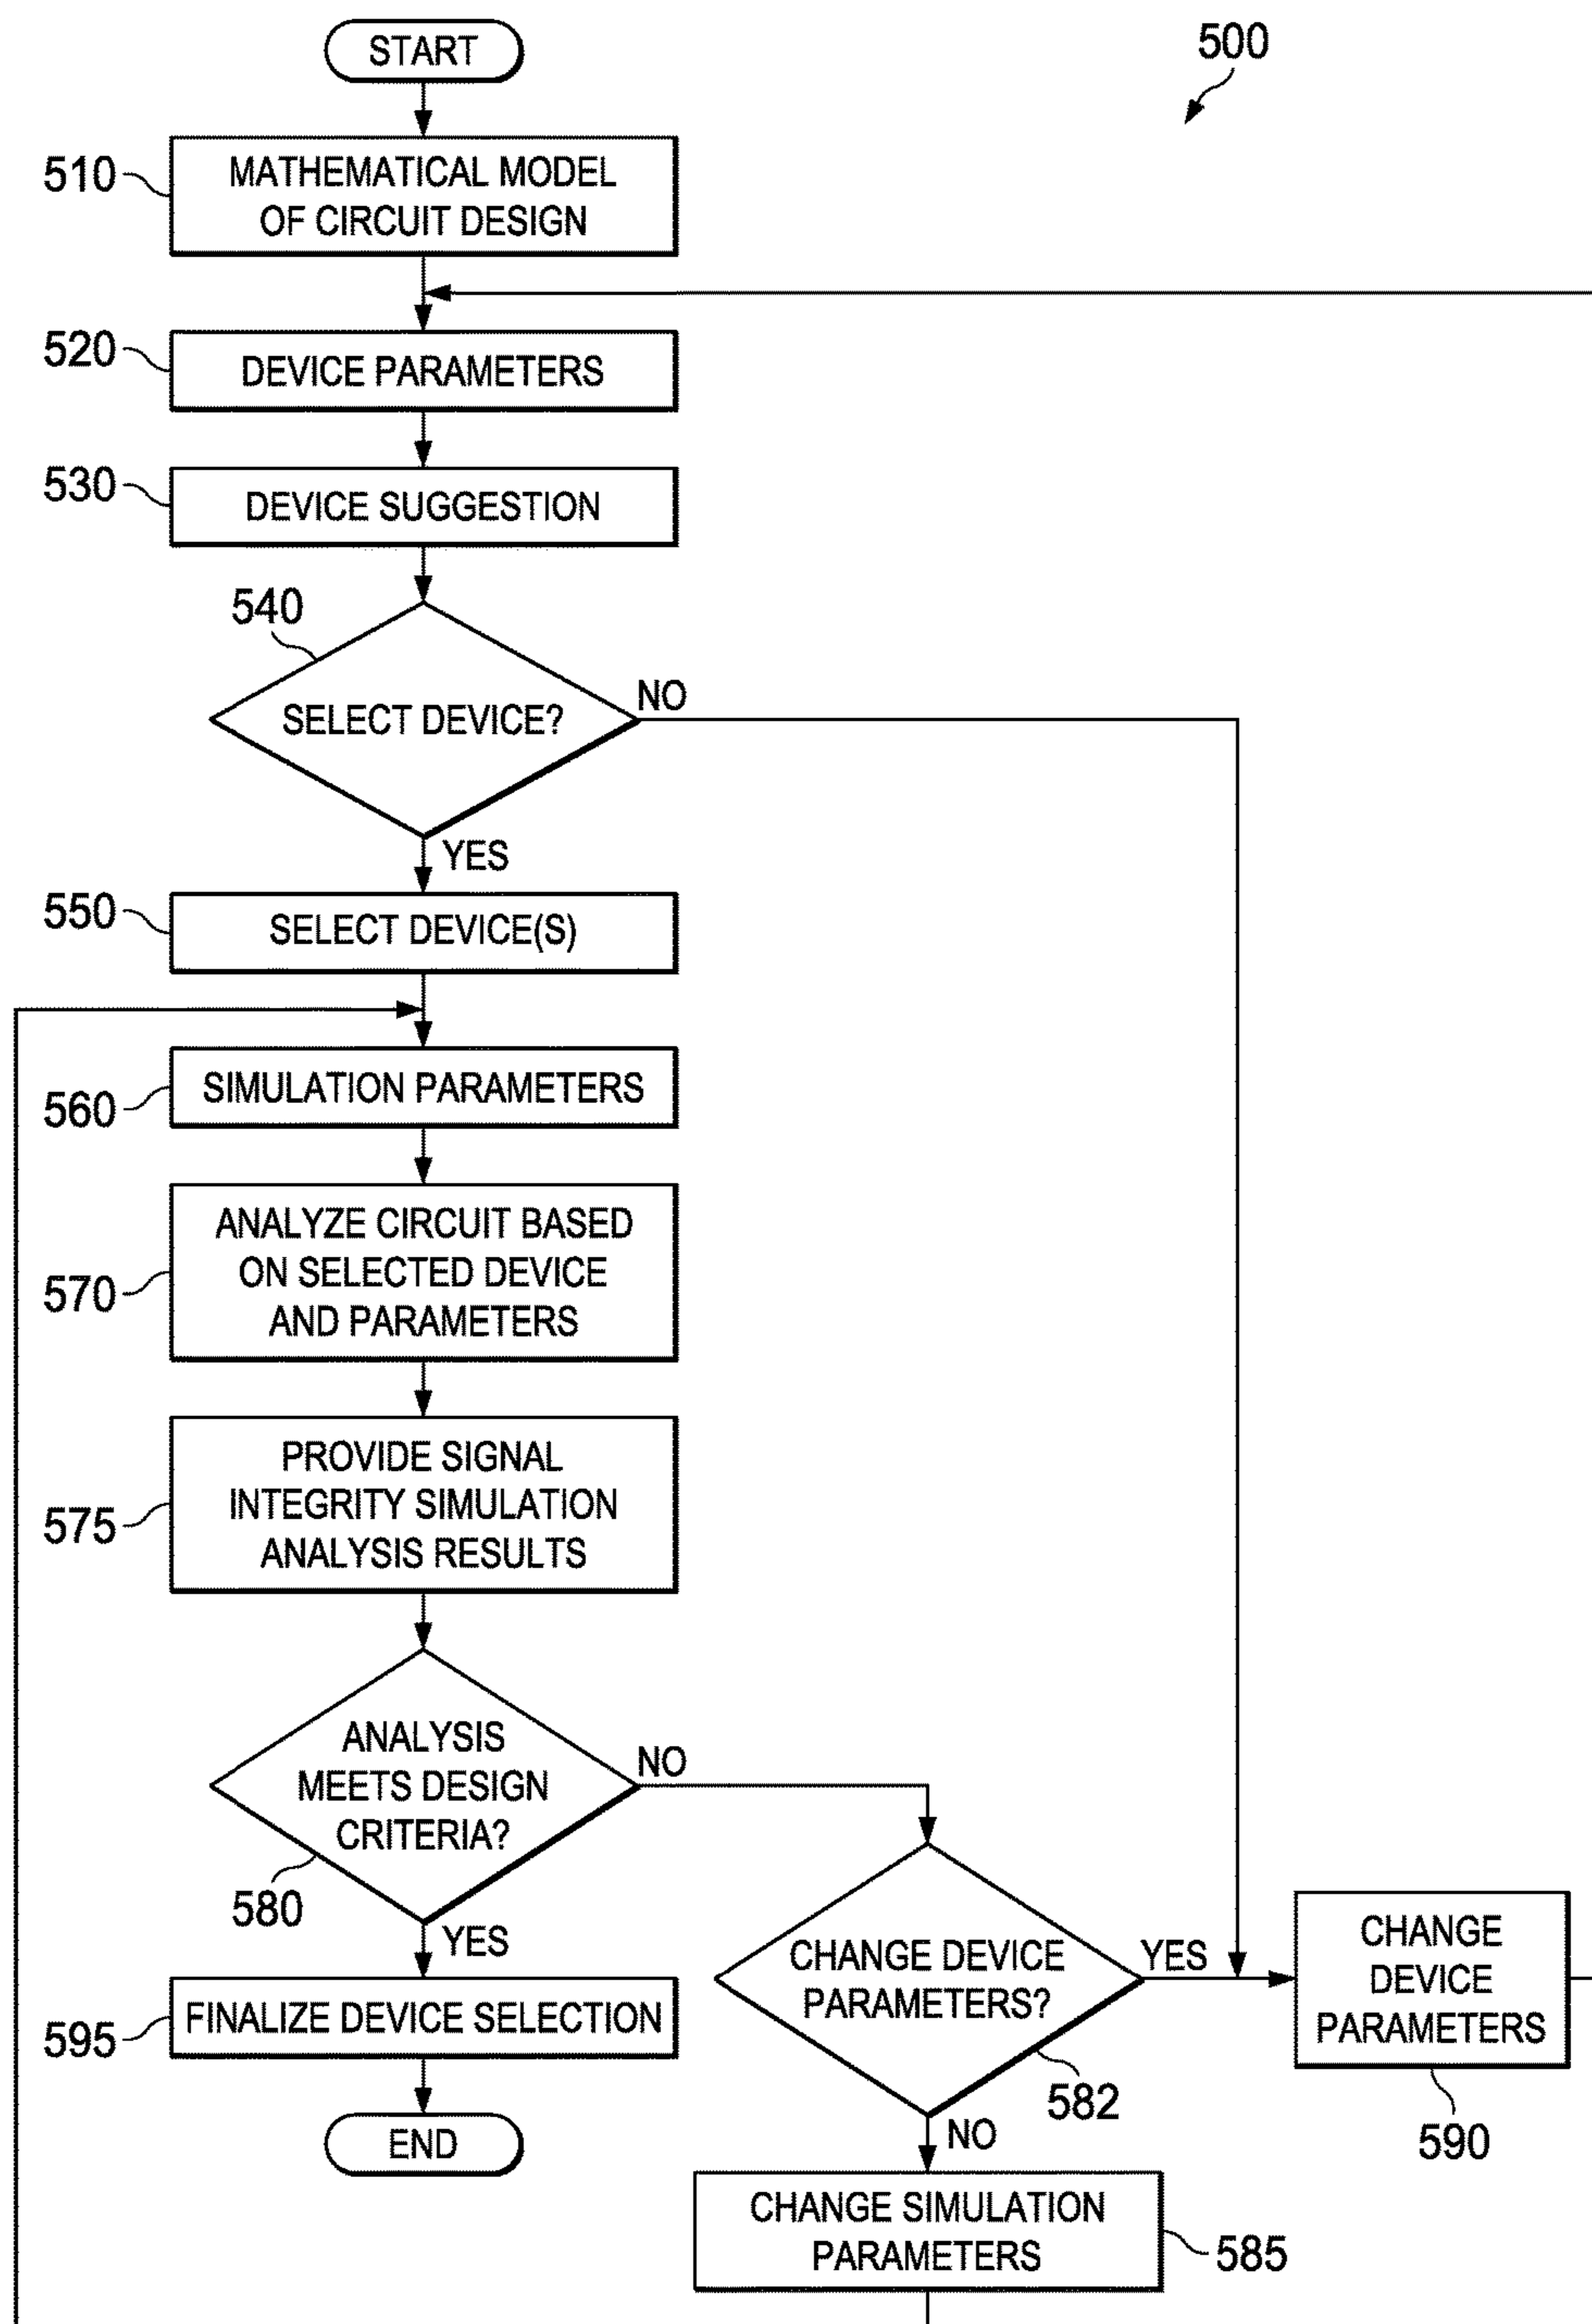 START
500
510
MATHEMATICAL MODEL
OF CIRCUIT DESIGN
520
DEVICE PARAMETERS
530
DEVICE SUGGESTION
540
SELECT DEVICE?
NO
YES
550
SELECT DEVICE(S)
560
SIMULATION PARAMETERS
570
ANALYZE CIRCUIT BASED
ON SELECTED DEVICE
AND PARAMETERS
575
PROVIDE SIGNAL
INTEGRITY SIMULATION
ANALYSIS RESULTS
ANALYSIS
MEETS DESIGN
CRITERIA?
NO
580
YES
595
FINALIZE DEVICE SELECTION
END
CHANGE DEVICE
PARAMETERS?
YES
582
NO
CHANGE
DEVICE
PARAMETERS
590
CHANGE SIMULATION
PARAMETERS
585